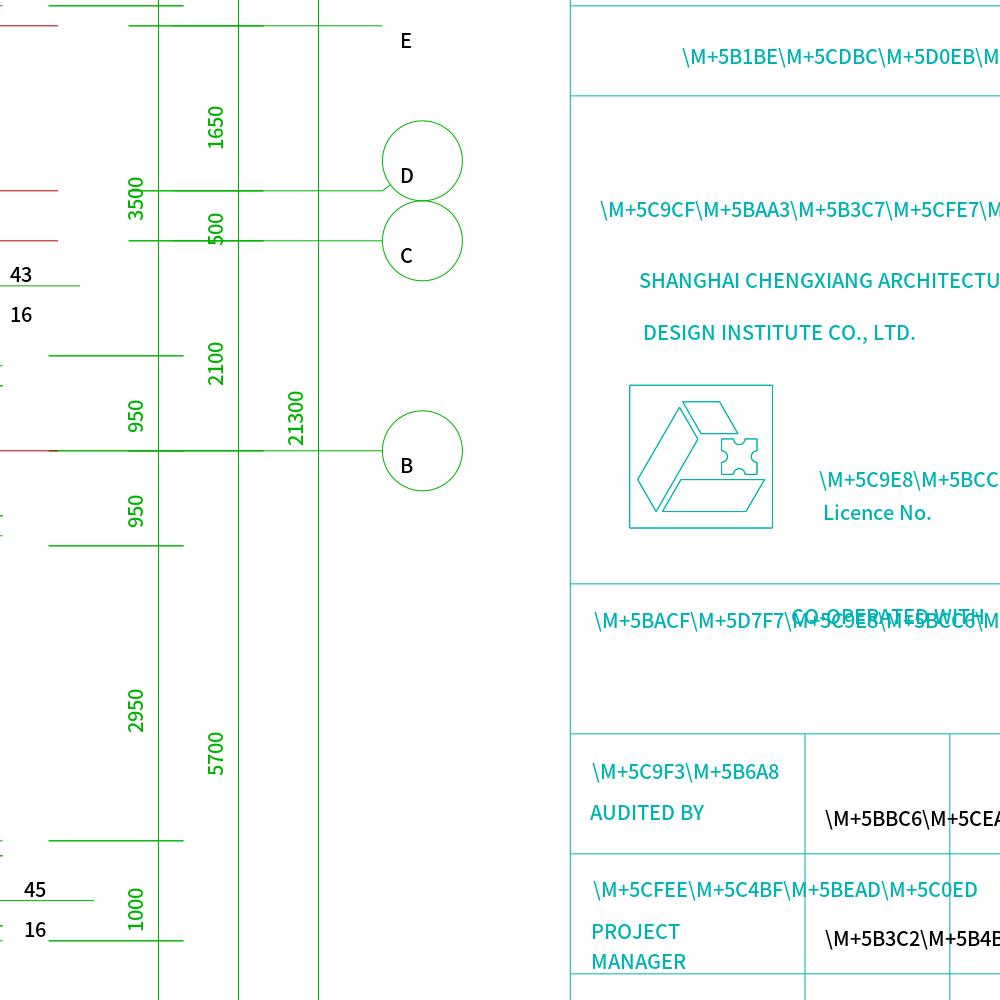 E
1650
D
3500
500
C
43
16
2100
950
21300
B
950
2950
5700
45
16
1000
\M+5B1BE\M+5CDBC\M+5D0EB\M
\M+5C9CF\M+5BAA3\M+5B3C7\M+5CFE7\M
SHANGHAI CHENGXIANG ARCHITECTU
DESIGN INSTITUTE CO., LTD.
\M+5C9E8\M+5BCC
Licence No.
CO-OPERATED WITH
\M+5BACF\M+5D7F7\M+5C9E8\M+5BCC6\M
\M+5C9F3\M+5B6A8
AUDITED BY
\M+5BBC6\M+5CEA
\M+5CFEE\M+5C4BF\M+5BEAD\M+5C0ED
PROJECT
MANAGER
\M+5B3C2\M+5B4B